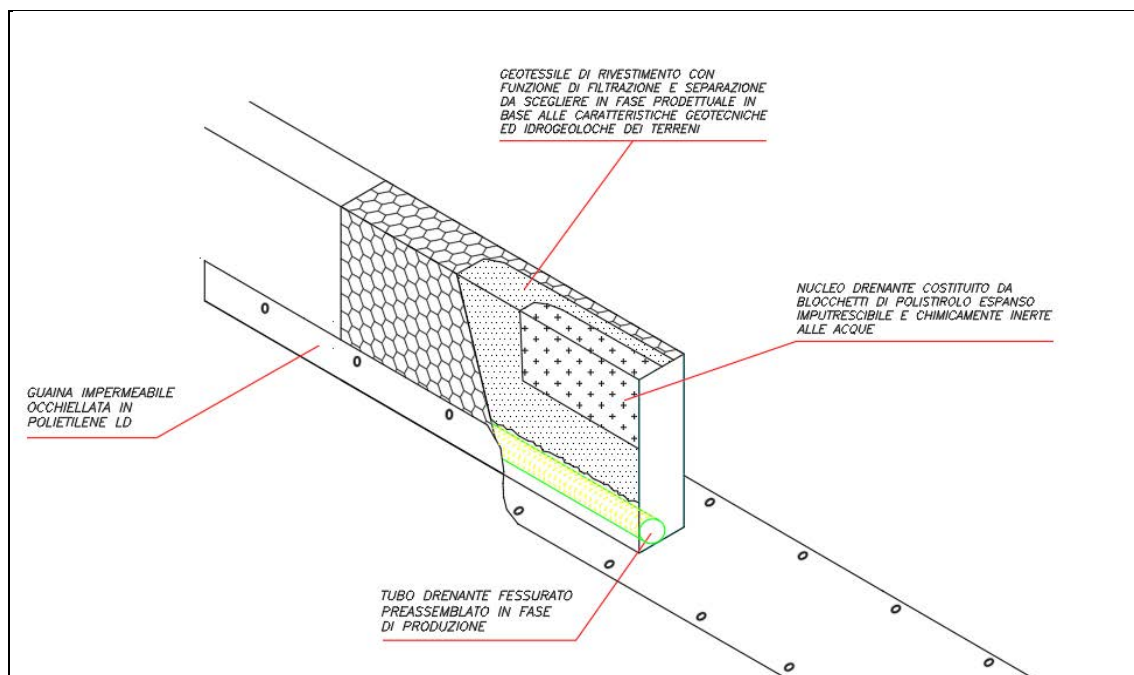 GEOTESSILE DI RIVESTIMENTO CON
FUNZIONE DI FILTRAZIONE E SEPARAZIONE
DA SCEGLIERE IN FASE PRODETTUALE IN
BASE ALLE CARATTERISTICHE GEOTECNICHE
ED IDROGEOLOCHE DEI TERRENI
NUCLEO DRENANTE COSTITUITO DA
BLOCCHETTI DI POLISTIROLO ESPANSO
IMPUTRESCIBILE E CHIMICAMENTE INERTE
ALLE ACQUE
GUAINA IMPERMEABILE
OCCHIELLATA IN
POLIETILENE LD
TUBO DRENANTE FESSURATO
PREASSEMBLATO IN FASE
DI PRODUZIONE